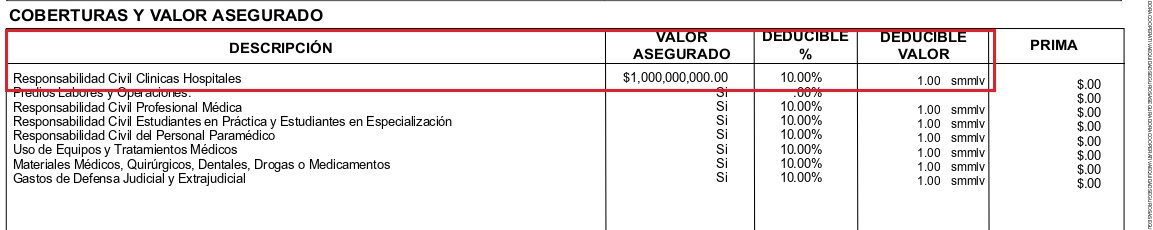 COBERTURAS Y VALOR ASEGURADO
DESCRIPCIÓN VALOR ASEGURADO DEDUCIBLE % DEDUCIBLE VALOR PRIMA
Responsabilidad Civil Clinicas Hospitales $1,000,000,000.00 10.00% 1.00 smmlv $.00
Predios Labores y Operaciones. Si .00% $.00
Responsabilidad Civil Profesional Médica Si 10.00% 1.00 smmlv $.00
Responsabilidad Civil Estudiantes en Práctica y Estudiantes en Especialización Si 10.00% 1.00 smmlv $.00
Responsabilidad Civil del Personal Paramédico Si 10.00% 1.00 smmlv $.00
Uso de Equipos y Tratamientos Médicos Si 10.00% 1.00 smmlv $.00
Materiales Médicos, Quirúrgicos, Dentales, Drogas o Medicamentos Si 10.00% 1.00 smmlv $.00
Gastos de Defensa Judicial y Extrajudicial Si 10.00% 1.00 smmlv $.00